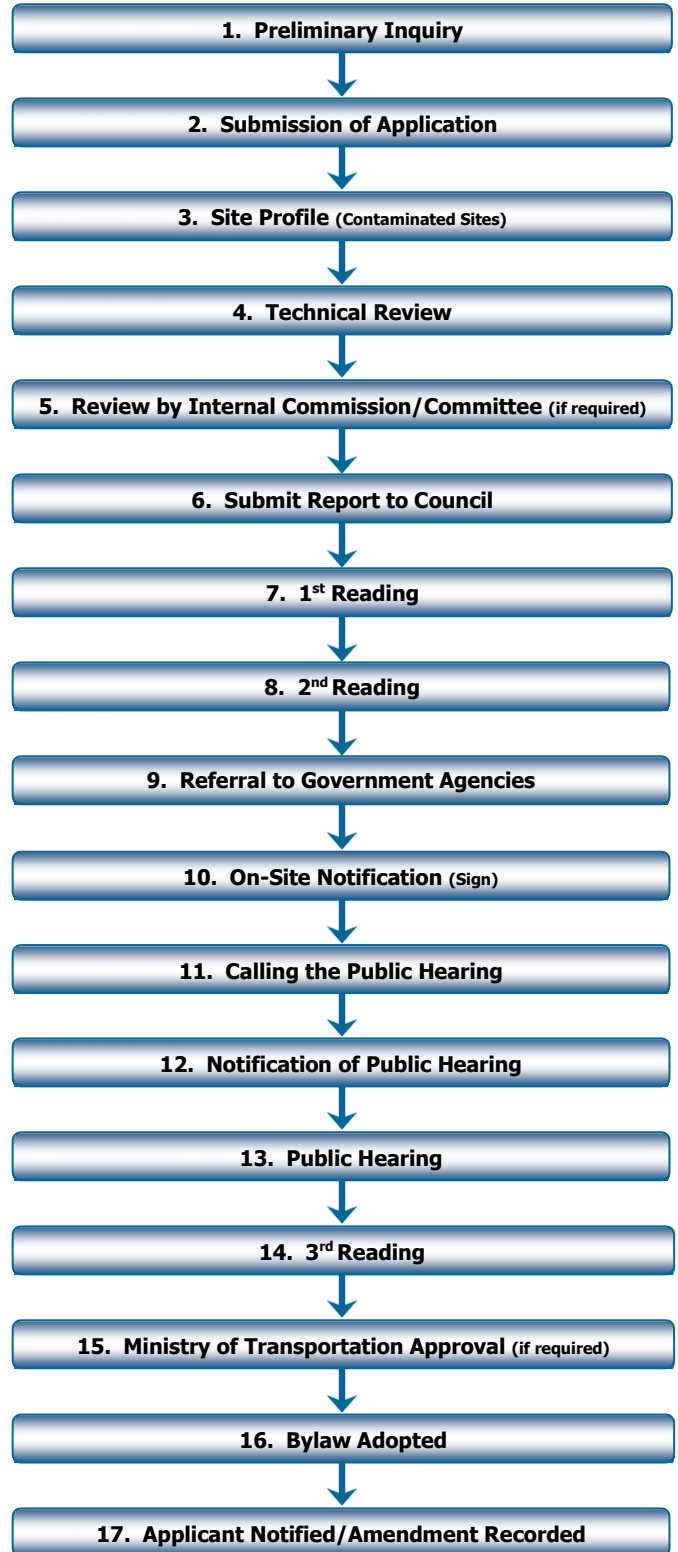 1. Preliminary Inquiry
2. Submission of Application
3. Site Profile (Contaminated Sites)
4. Technical Review
5. Review by Internal Commission/Committee (if required)
6. Submit Report to Council
7. 1st Reading
8. 2nd Reading
9. Referral to Government Agencies
10. On-Site Notification (Sign)
11. Calling the Public Hearing
12. Notification of Public Hearing
13. Public Hearing
14. 3rd Reading
15. Ministry of Transportation Approval (if required)
16. Bylaw Adopted
17. Applicant Notified/Amendment Recorded